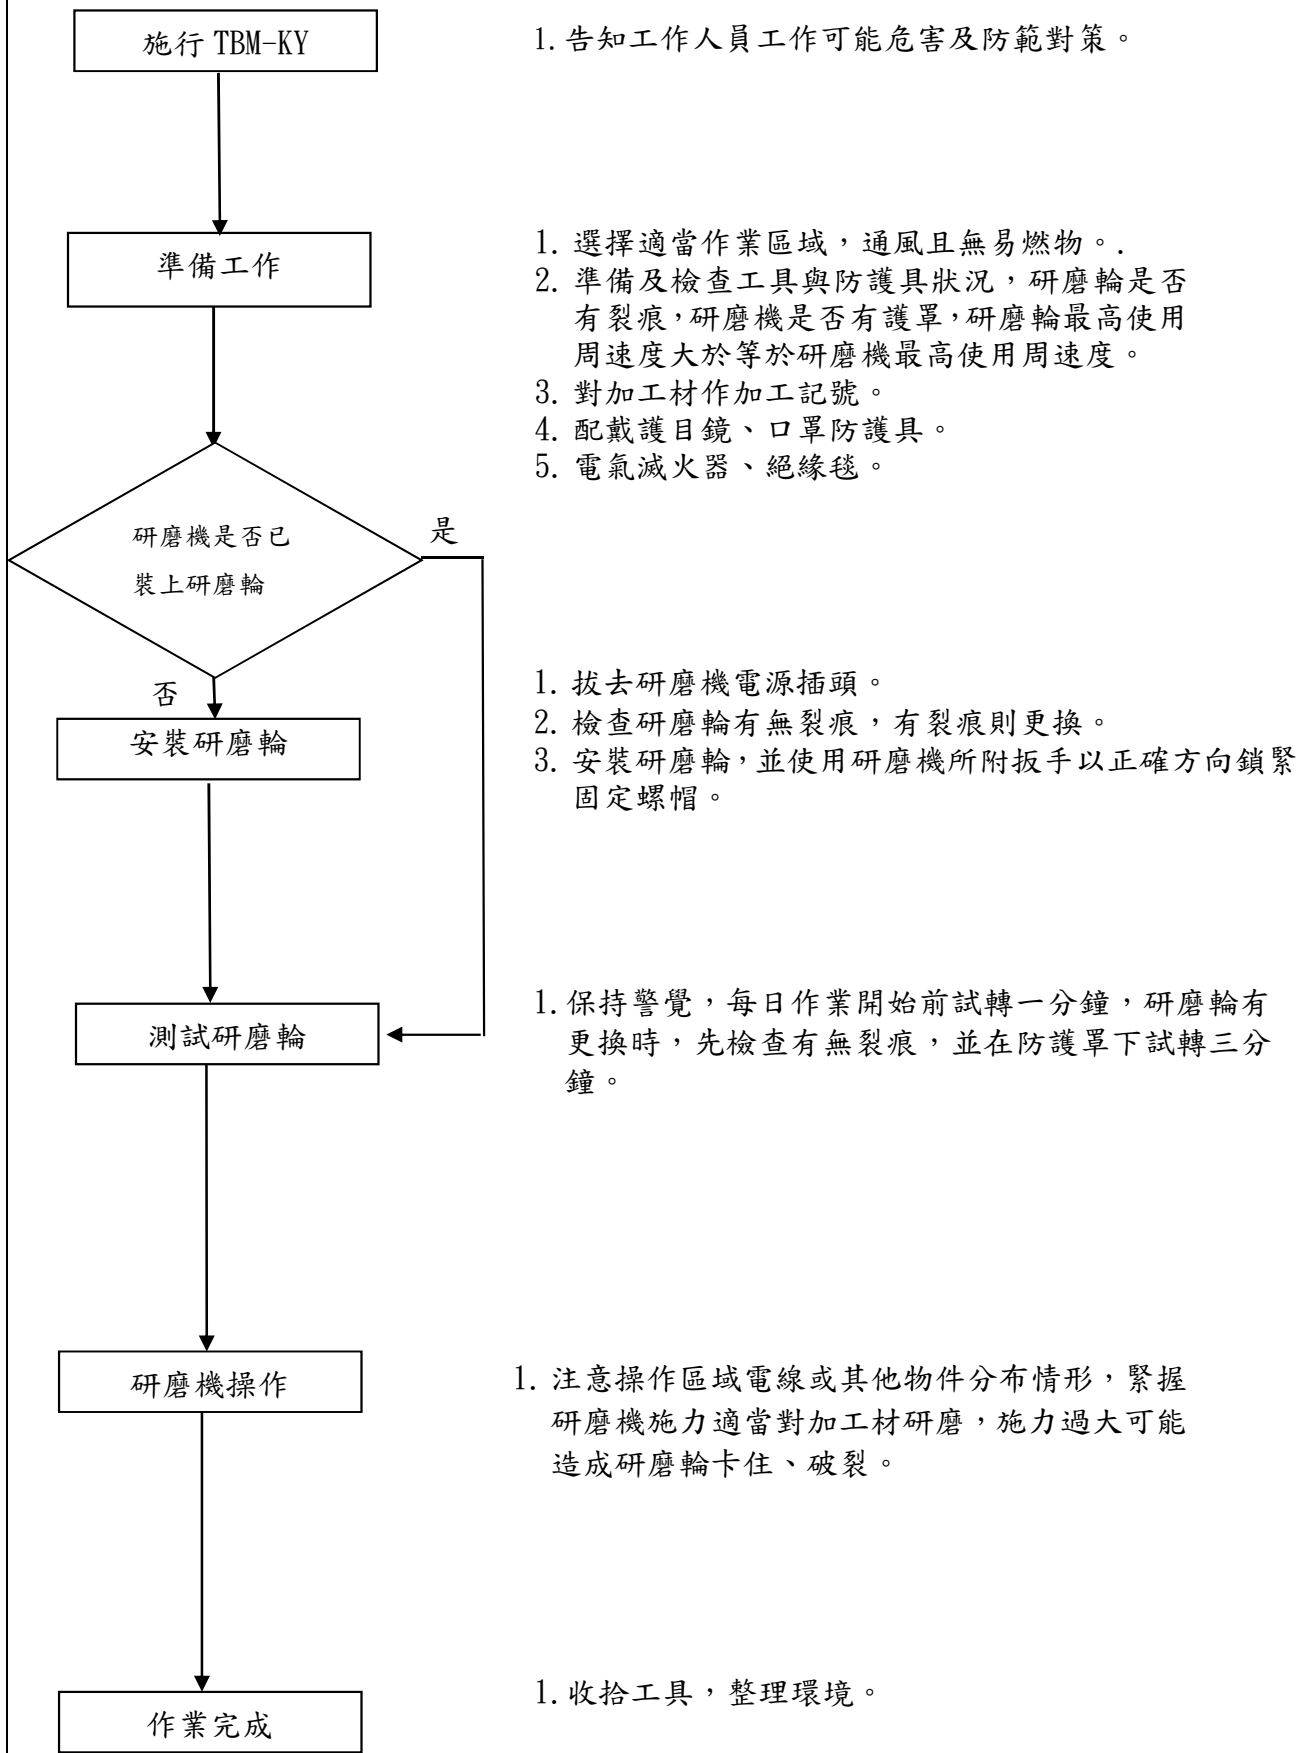 施行 TBM-KY
1.告知工作人員工作可能危害及防範對策。
準備工作
1. 選擇適當作業區域，通風且無易燃物。.
2. 準備及檢查工具與防護具狀況，研磨輪是否
有裂痕，研磨機是否有護罩，研磨輪最高使用
周速度大於等於研磨機最高使用周速度。
3. 對加工材作加工記號。
4. 配戴護目鏡、口罩防護具。
5. 電氣滅火器、絕緣毯。
研磨機是否已
裝上研磨輪
是
否
安裝研磨輪
1. 拔去研磨機電源插頭。
2. 檢查研磨輪有無裂痕，有裂痕則更換。
3. 安裝研磨輪，並使用研磨機所附扳手以正確方向鎖緊
固定螺帽。
測試研磨輪
1.保持警覺，每日作業開始前試轉一分鐘，研磨輪有
更換時，先檢查有無裂痕，並在防護罩下試轉三分
鐘。
研磨機操作
1. 注意操作區域電線或其他物件分布情形，緊握
研磨機施力適當對加工材研磨，施力過大可能
造成研磨輪卡住、破裂。
作業完成
1.收拾工具，整理環境。